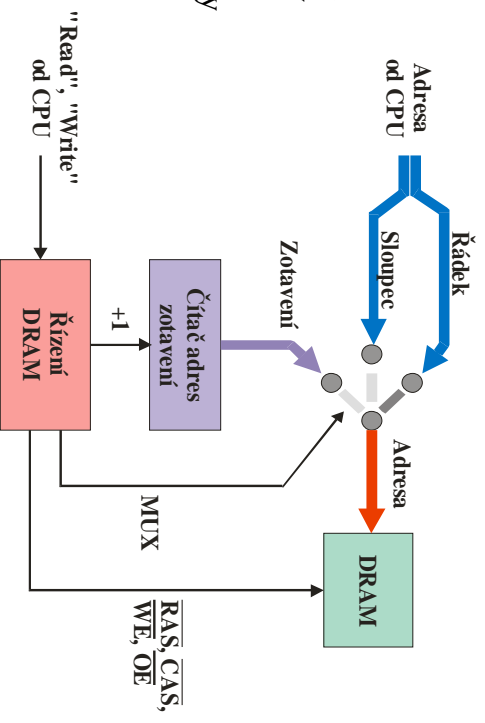 Řádek
Adresa
od CPU
Sloupec
Adresa
DRAM
Zotavení
Čítač adres
zotavení
MUX
RAS, CAS,
WE, OE
+1
"Read", "Write"
od CPU
Řízení
DRAM